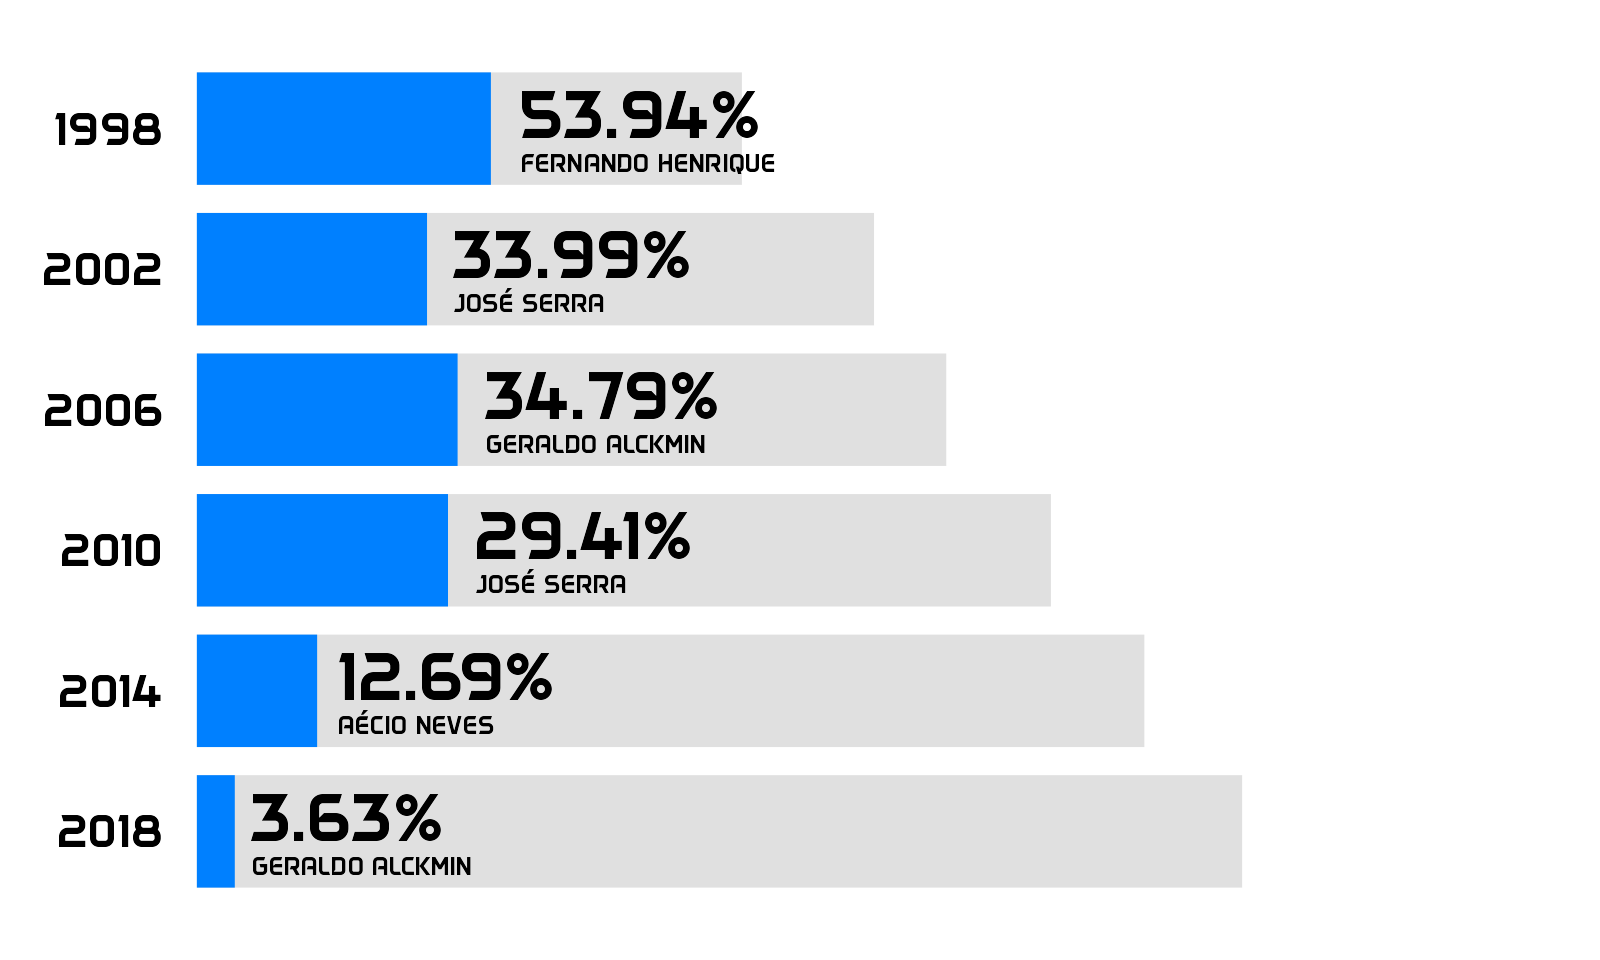 1998
53.94%
FERNANDO HENRIQUE
2002
33.99%
JOSÉ SERRA
2006
34.79%
GERALDO ALCKMIN
2010
29.41%
JOSÉ SERRA
2014
12.69%
AÉCIO NEVES
2018
3.63%
GERALDO ALCKMIN